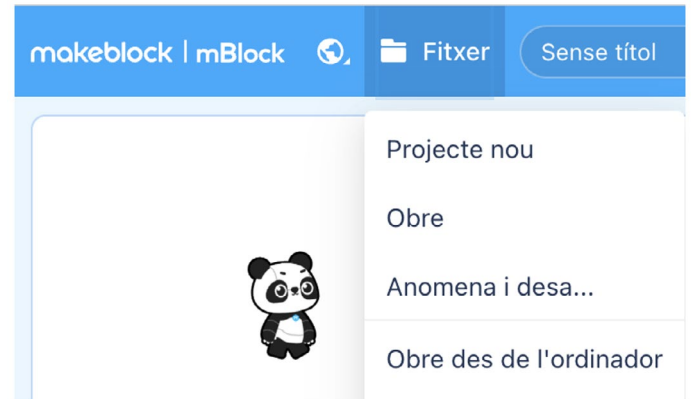 makeblock | mBlock Fitxer Sense títol
Projecte nou
Obre
Anomena i desa...
Obre des de l'ordinador